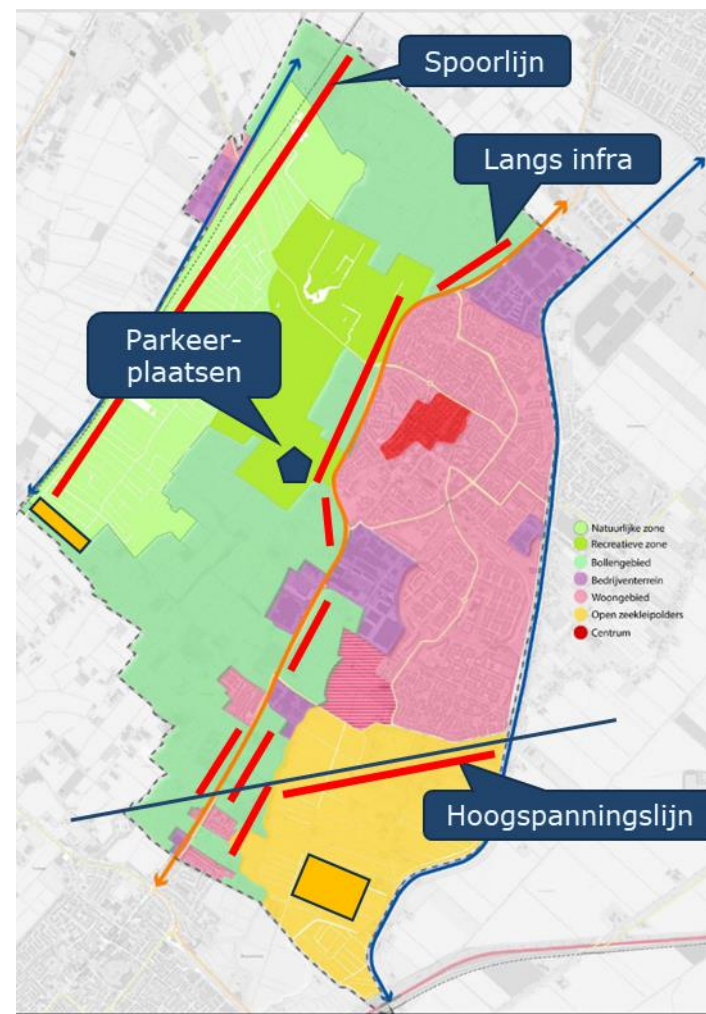 Spoorlijn
Langs infra
Parkeer-
plaatsen
Natuurlijke zone
Recreatieve zone
Bollengebied
Bedrijventerrein
Woongebied
Open zeekleipolders
Centrum
Hoogspanningslijn